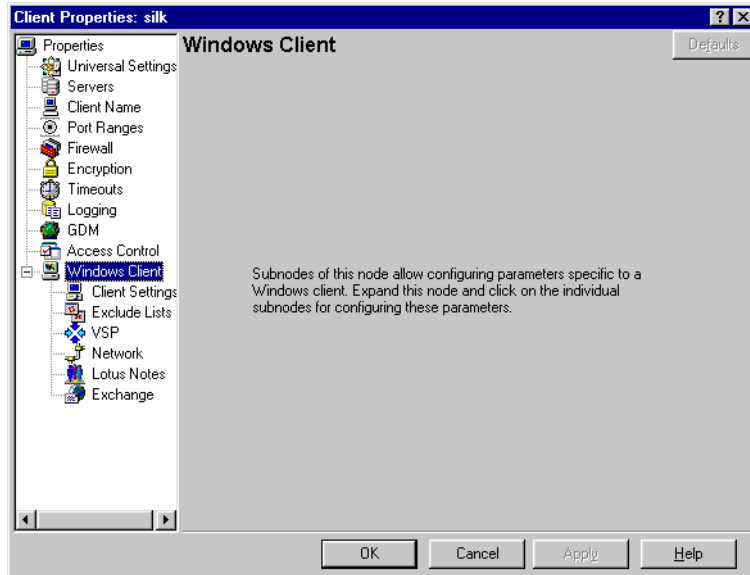 Client Properties: silk
Properties
Universal Settings
Servers
Client Name
Port Ranges
Firewall
Encryption
Timeouts
Logging
GDM
Access Control
Windows Client
Client Settings
Exclude Lists
VSP
Network
Lotus Notes
Exchange
Windows Client
Defaults
Subnodes of this node allow configuring parameters specific to a
Windows client. Expand this node and click on the individual
subnodes for configuring these parameters.
OK
Cancel
Apply
Help